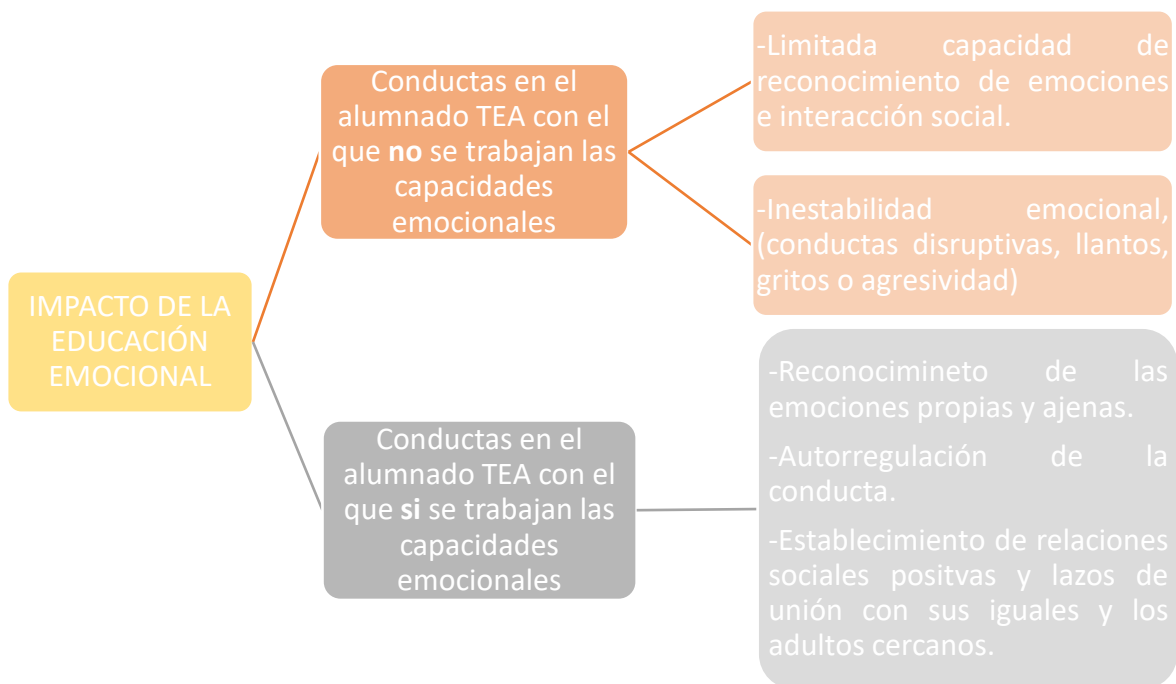 IMPACTO DE LA
EDUCACIÓN
EMOCIONAL
Conductas en el
alumnado TEA con el
que no se trabajan las
capacidades
emocionales
-Limitada capacidad de
reconocimiento de emociones
e interacción social.
-Inestabilidad emocional,
(conductas disruptivas, llantos,
gritos o agresividad)
Conductas en el
alumnado TEA con el
que si se trabajan las
capacidades
emocionales
-Reconocimineto de las
emociones propias y ajenas.
-Autorregulación de la
conducta.
-Establecimiento de relaciones
sociales positvas y lazos de
unión con sus iguales y los
adultos cercanos.